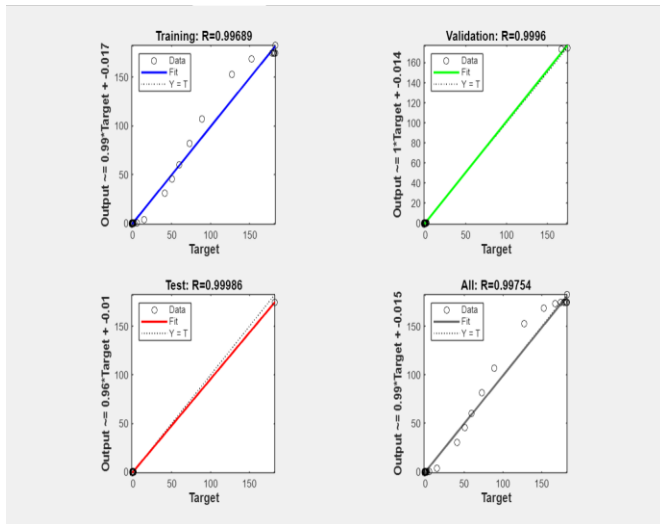 Training: R=0.99689
Output ~= 0.99*Target + -0.017
150
100
50
0
Data
Fit
Y = T
0 50 100 150
Target
Validation: R=0.9996
Output ~= 1*Target + -0.014
160
140
120
100
80
60
40
20
0
Data
Fit
Y = T
0 50 100 150
Target
Test: R=0.99986
Output ~= 0.96*Target + -0.01
150
100
50
0
Data
Fit
Y = T
0 50 100 150
Target
All: R=0.99754
Output ~= 0.99*Target + -0.015
150
100
50
0
Data
Fit
Y = T
0 50 100 150
Target